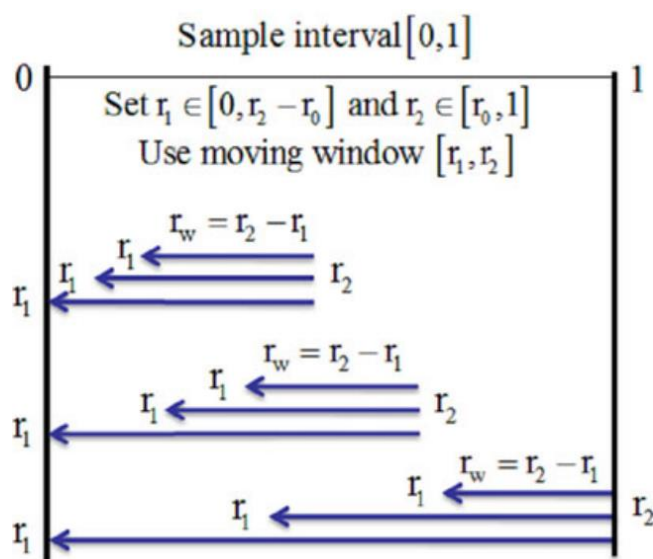 Sample interval[0,1]
0 1
Set r₁ ∈ [0, r₂ − r₀] and r₂ ∈ [r₀, 1]
Use moving window [r₁, r₂]
r_w = r₂ − r₁
r₁
r₁ r₂
r₁
r_w = r₂ − r₁
r₁
r₁ r₂
r₁
r_w = r₂ − r₁
r₁
r₁ r₂
r₁